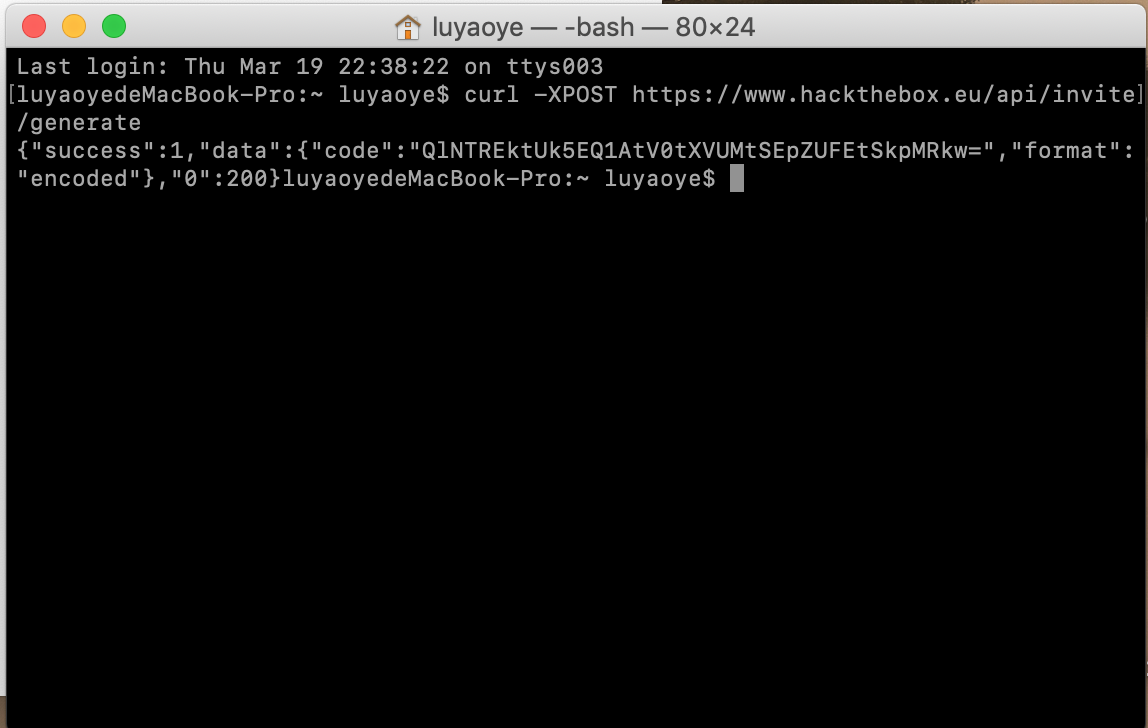 luyaoye — -bash — 80×24
Last login: Thu Mar 19 22:38:22 on ttys003
[luyaoyedeMacBook-Pro:~ luyaoye$ curl -XPOST https://www.hackthebox.eu/api/invite]
/generate
{"success":1,"data":{"code":"QlNTREktUk5EQ1AtV0tXVUMtSEpZUFEtSkpMRkw=","format":
"encoded"},"0":200}luyaoyedeMacBook-Pro:~ luyaoye$